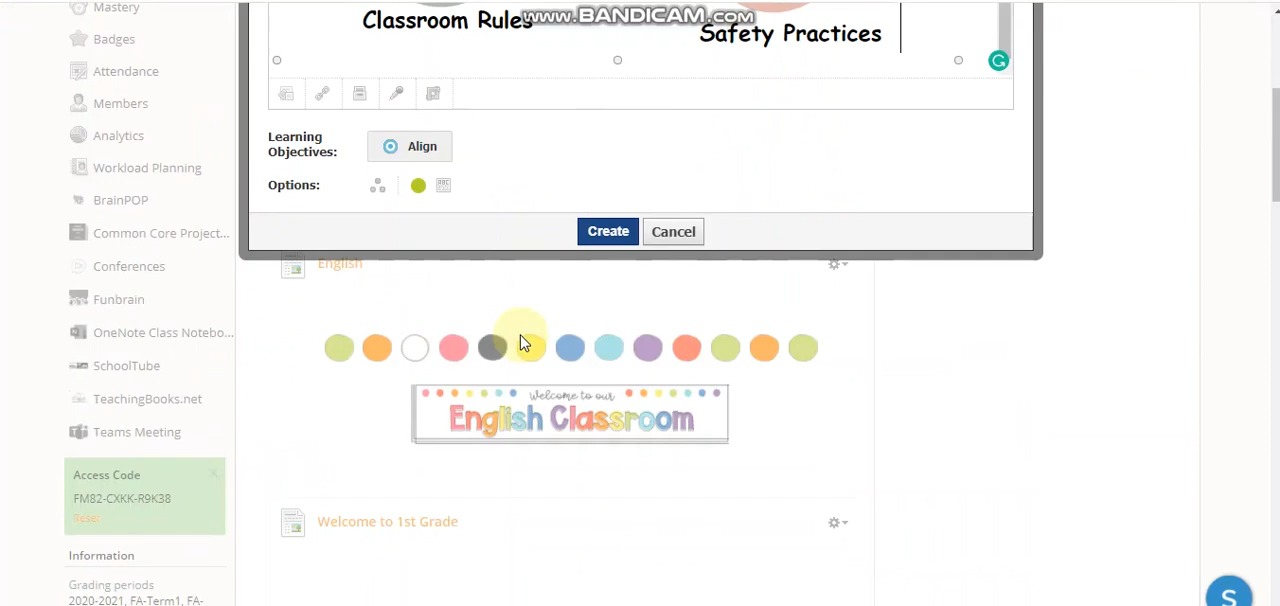 Mastery
Badges
Attendance
Members
Analytics
Workload Planning
BrainPOP
Common Core Project...
Conferences
Funbrain
OneNote Class Notebo...
SchoolTube
TeachingBooks.net
Teams Meeting
Access Code
FM82-CXKK-R9K38
Reset
Information
Grading periods
2020-2021, FA-Term1, FA-
www.BANDICAM.com
Classroom Rules
Safety Practices
Learning
Objectives:
Align
Options:
Create
Cancel
English
Welcome to our
English Classroom
Welcome to 1st Grade
S